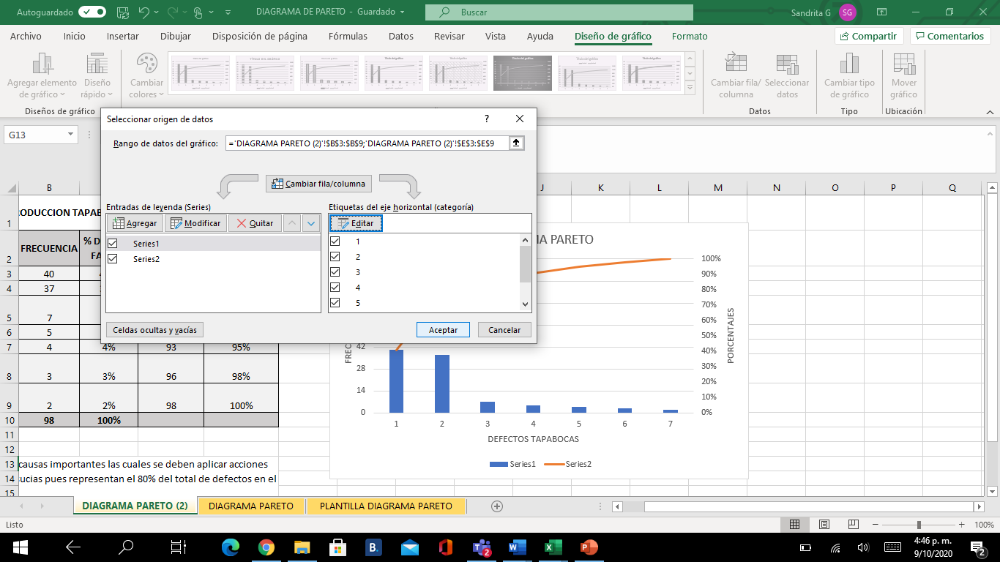 Autoguardado
DIAGRAMA DE PARETO - Guardado
Buscar
Sandrita G
SG
Archivo Inicio Insertar Dibujar Disposición de página Fórmulas Datos Revisar Vista Ayuda Diseño de gráfico Formato
Compartir
Comentarios
Agregar elemento de gráfico
Diseño rápido
Cambiar colores
Cambiar fila/ columna
Seleccionar datos
Cambiar tipo de gráfico
Mover gráfico
Diseños de gráfico
Datos
Tipo
Ubicación
G13
Seleccionar origen de datos
?
Rango de datos del gráfico:
='DIAGRAMA PARETO (2)'!$B$3:$B$9;'DIAGRAMA PARETO (2)'!$E$3:$E$9
Cambiar fila/columna
Entradas de leyenda (Series)
Agregar Modificar Quitar
Series1
Series2
Etiquetas del eje horizontal (categoría)
Editar
1
2
3
4
5
Celdas ocultas y vacías
Aceptar
Cancelar
B J K L M N O P Q
1
2
FRECUENCIA
3 40
4 37
5 7
6 5
7 4 4% 93 95%
8 3 3% 96 98%
9 2 2% 98 100%
10 98 100%
11
12
13 causas importantes las cuales se deben aplicar acciones
14 pues representan el 80% del total de defectos en el
15
PARETO
42
28
14
0
1 2 3 4 5 6 7
DEFECTOS TAPABOCAS
100%
90%
80%
70%
60%
50%
40%
30%
20%
10%
0%
PORCENTAJES
Series1 Series2
DIAGRAMA PARETO (2) DIAGRAMA PARETO PLANTILLA DIAGRAMA PARETO
Listo
100%
4:46 p. m.
9/10/2020
2